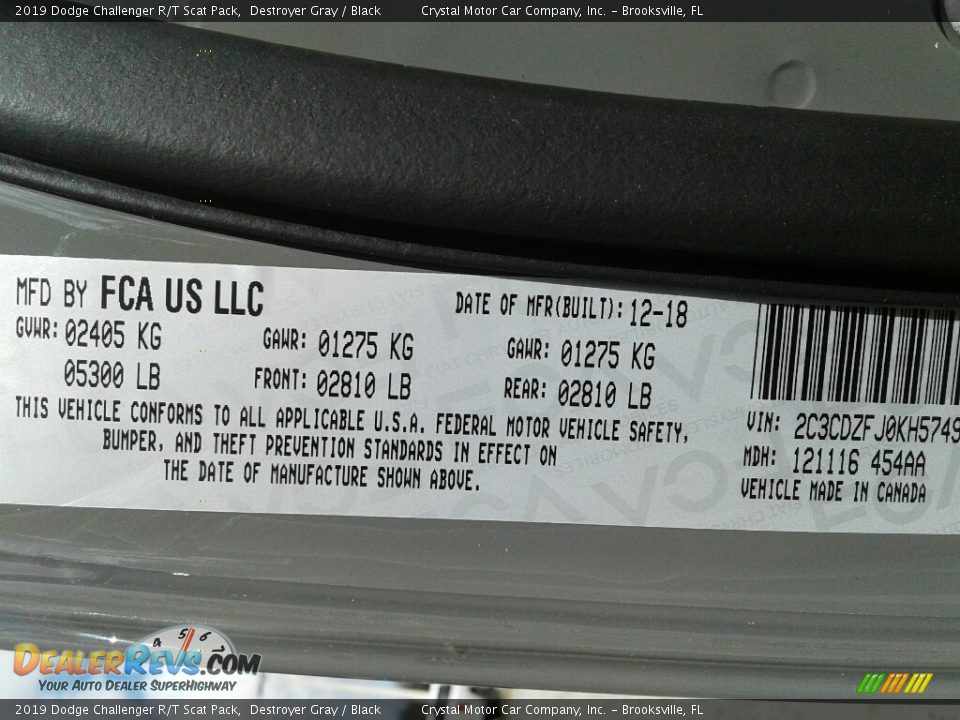 2019 Dodge Challenger R/T Scat Pack, Destroyer Gray / Black Crystal Motor Car Company, Inc. - Brooksville, FL
MFD BY FCA US LLC DATE OF MFR(BUILT): 12-18
GVWR: 02405 KG GAWR: 01275 KG GAWR: 01275 KG
05300 LB FRONT: 02810 LB REAR: 02810 LB
THIS VEHICLE CONFORMS TO ALL APPLICABLE U.S.A. FEDERAL MOTOR VEHICLE SAFETY,
BUMPER, AND THEFT PREVENTION STANDARDS IN EFFECT ON
THE DATE OF MANUFACTURE SHOWN ABOVE.
VIN: 2C3CDZFJ0KH5749
MDH: 121116 454AA
VEHICLE MADE IN CANADA
4 5 6
DealerRevs.com
Your Auto Dealer SuperHighway
2019 Dodge Challenger R/T Scat Pack, Destroyer Gray / Black Crystal Motor Car Company, Inc. - Brooksville, FL